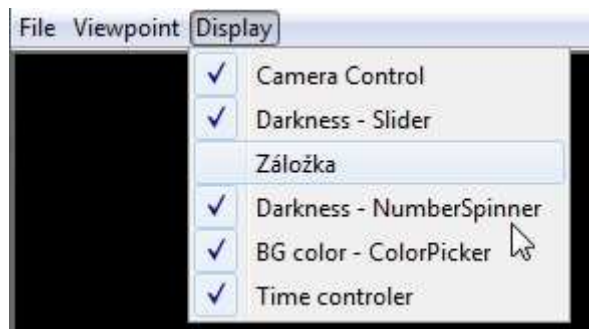 File Viewpoint Display
Camera Control
Darkness - Slider
Záložka
Darkness - NumberSpinner
BG color - ColorPicker
Time controler